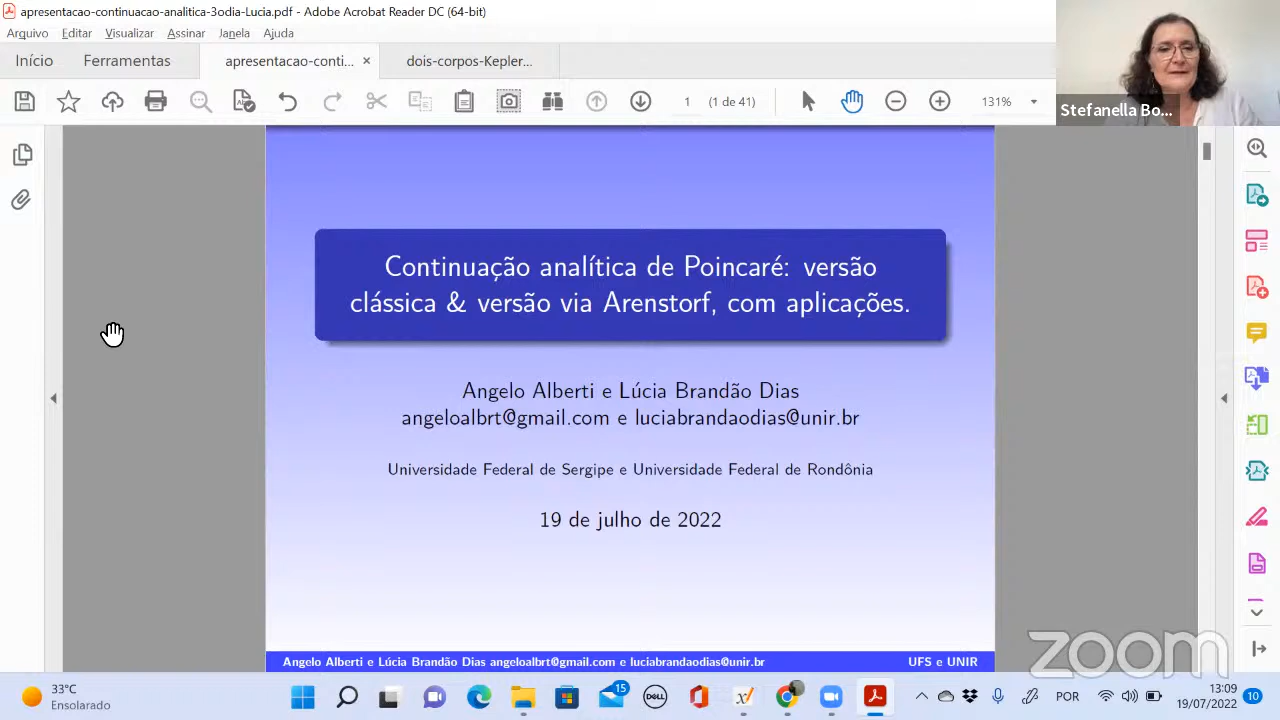 apresentacao-continuacao-analitica-3odia-Lucia.pdf - Adobe Acrobat Reader DC (64-bit)
Arquivo Editar Visualizar Assinar Janela Ajuda
Início Ferramentas apresentacao-conti... × dois-corpos-Kepler...
1 (1 de 41) 131%
Stefanella Bo...
Continuação analítica de Poincaré: versão
clássica & versão via Arenstorf, com aplicações.
Angelo Alberti e Lúcia Brandão Dias
angeloalbrt@gmail.com e luciabrandaodias@unir.br
Universidade Federal de Sergipe e Universidade Federal de Rondônia
19 de julho de 2022
Angelo Alberti e Lúcia Brandão Dias angeloalbrt@gmail.com e luciabrandaodias@unir.br UFS e UNIR
zoom
33°C
Ensolarado
15
DELL
POR
13:09
19/07/2022
10